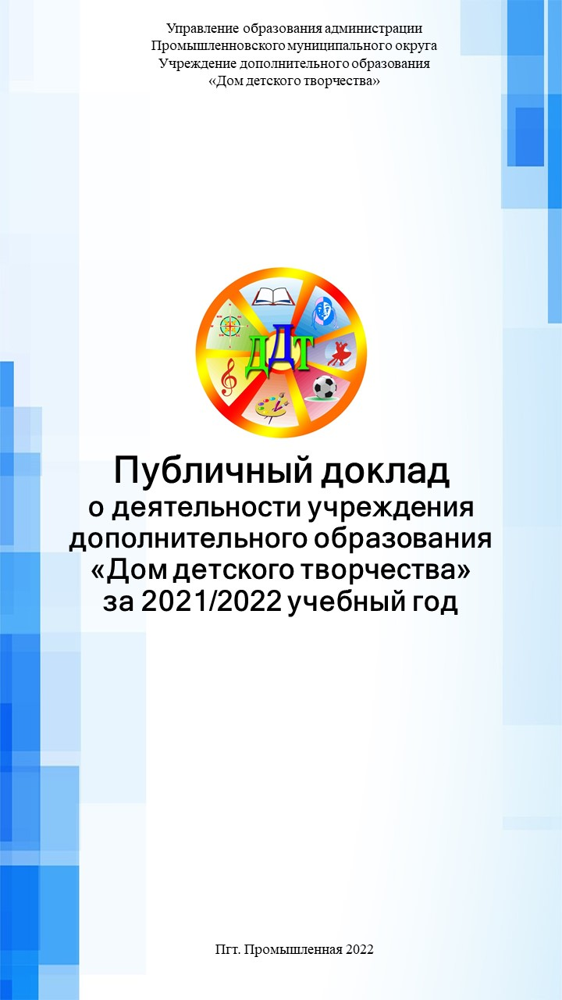 Управление образования администрации
Промышленновского муниципального округа
Учреждение дополнительного образования
«Дом детского творчества»
ДДТ
Публичный доклад
о деятельности учреждения
дополнительного образования
«Дом детского творчества»
за 2021/2022 учебный год
Пгт. Промышленная 2022